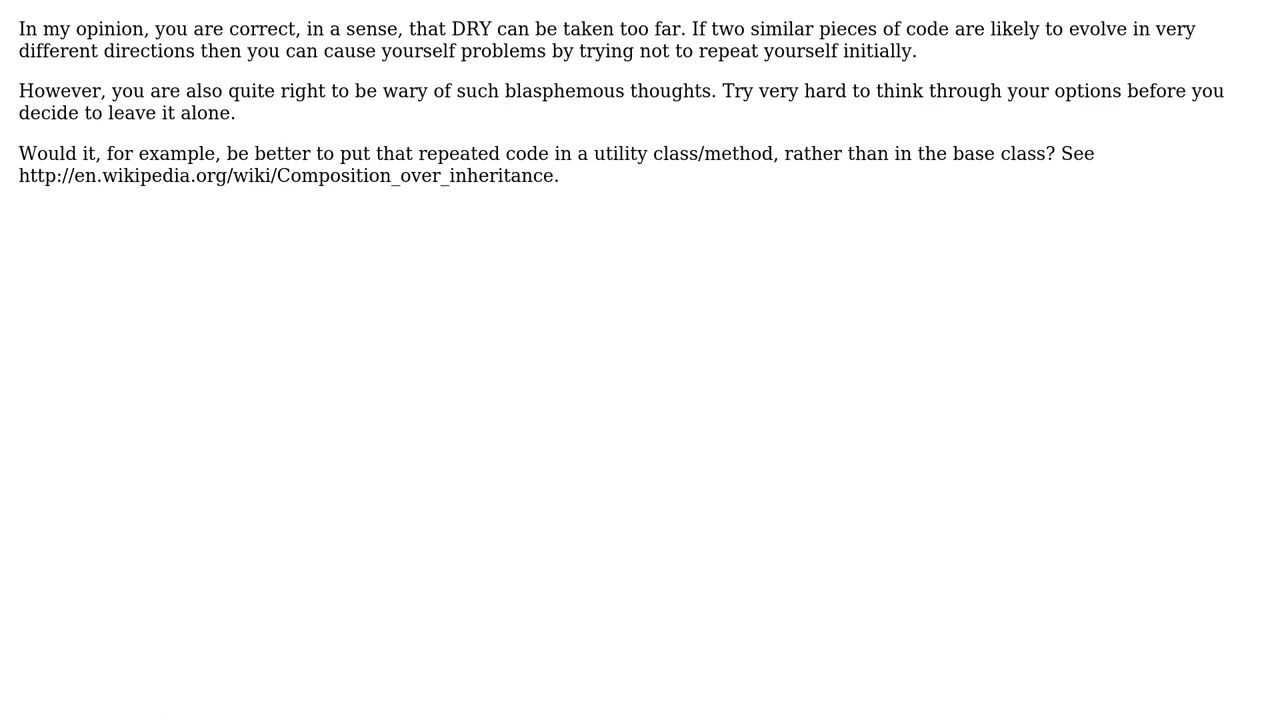 In my opinion, you are correct, in a sense, that DRY can be taken too far. If two similar pieces of code are likely to evolve in very
different directions then you can cause yourself problems by trying not to repeat yourself initially.
However, you are also quite right to be wary of such blasphemous thoughts. Try very hard to think through your options before you
decide to leave it alone.
Would it, for example, be better to put that repeated code in a utility class/method, rather than in the base class? See
http://en.wikipedia.org/wiki/Composition_over_inheritance.